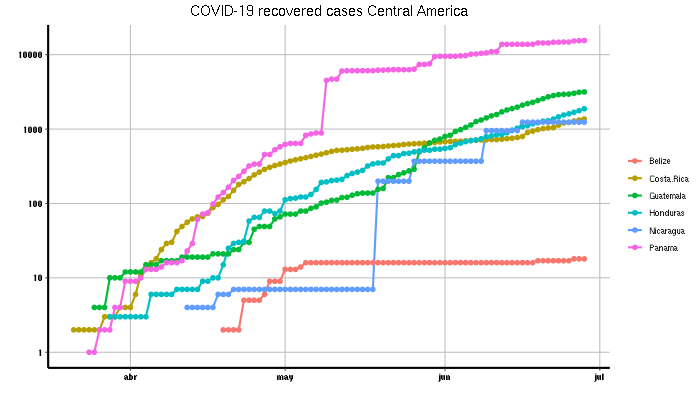 COVID-19 recovered cases Central America
10000
1000
100
10
1
abr
may
jun
jul
Belize
Costa.Rica
Guatemala
Honduras
Nicaragua
Panama